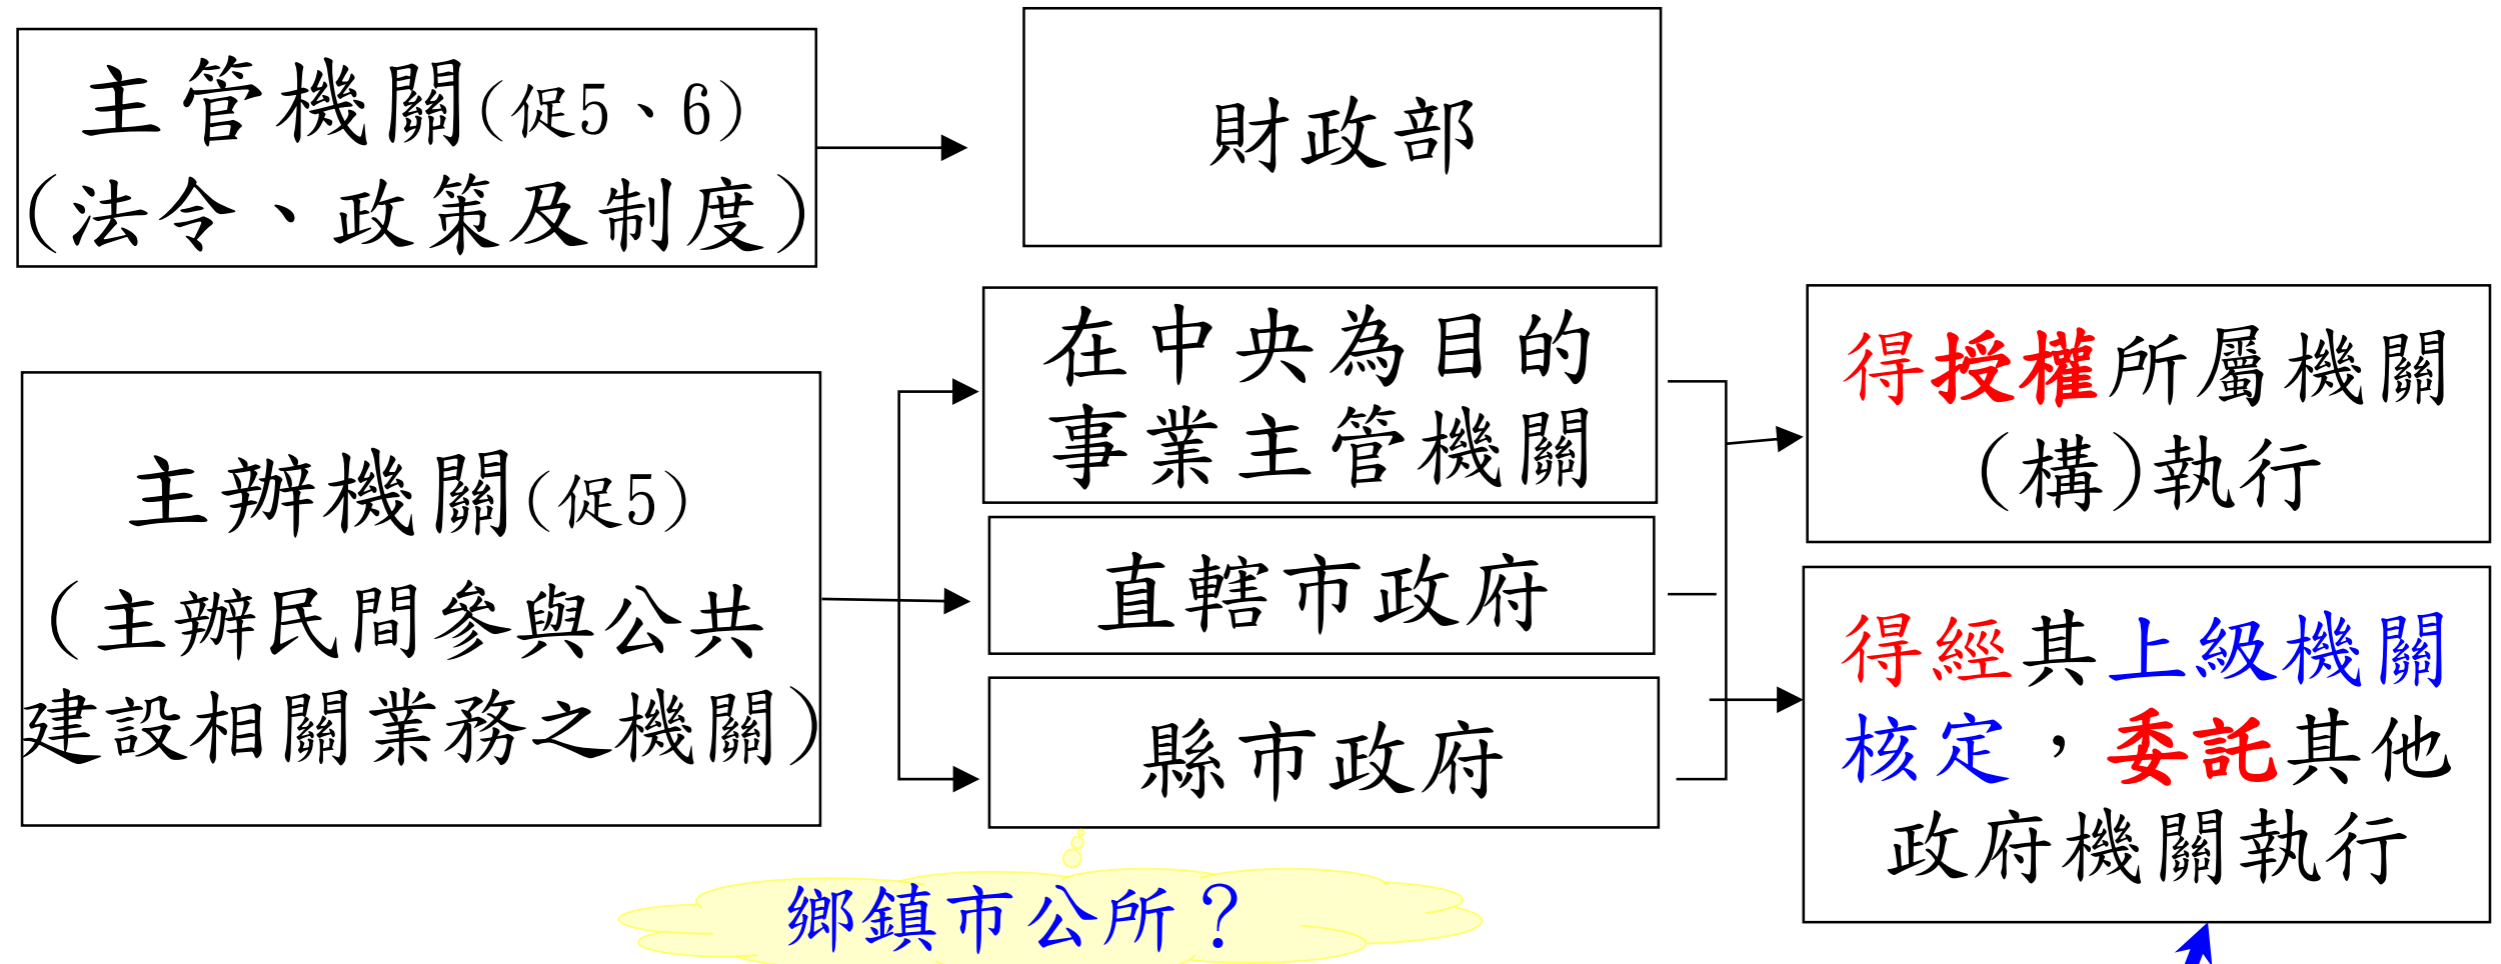 主管機關(促5、6)
(法令、政策及制度)
財政部
主辦機關(促5)
(主辦民間參與公共
建設相關業務之機關)
在中央為目的
事業主管機關
直轄市政府
縣市政府
得授權所屬機關
(構)執行
得經其上級機關
核定，委託其他
政府機關執行
鄉鎮市公所？